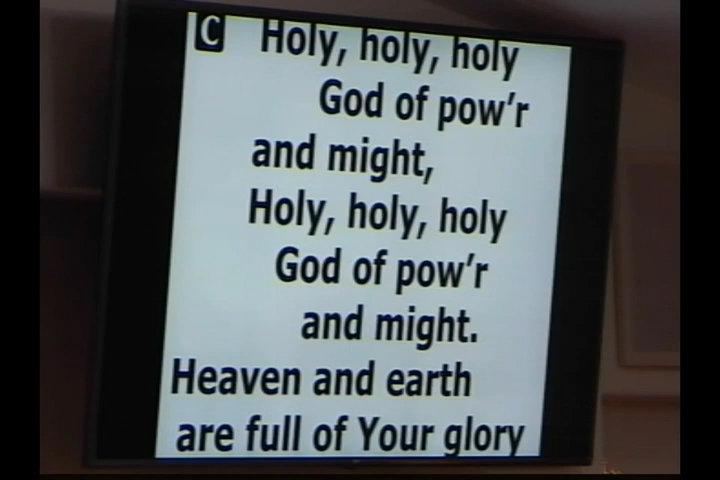 C Holy, holy, holy
God of pow'r
and might,
Holy, holy, holy
God of pow'r
and might.
Heaven and earth
are full of Your glory